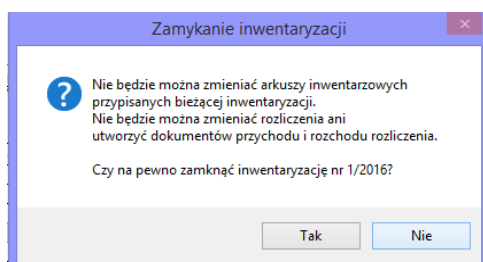 Zamykanie inwentaryzacji
Nie będzie można zmieniać arkuszy inwentarzowych
przypisanych bieżącej inwentaryzacji.
Nie będzie można zmieniać rozliczenia ani
utworzyć dokumentów przychodu i rozchodu rozliczenia.
Czy na pewno zamknąć inwentaryzację nr 1/2016?
Tak Nie